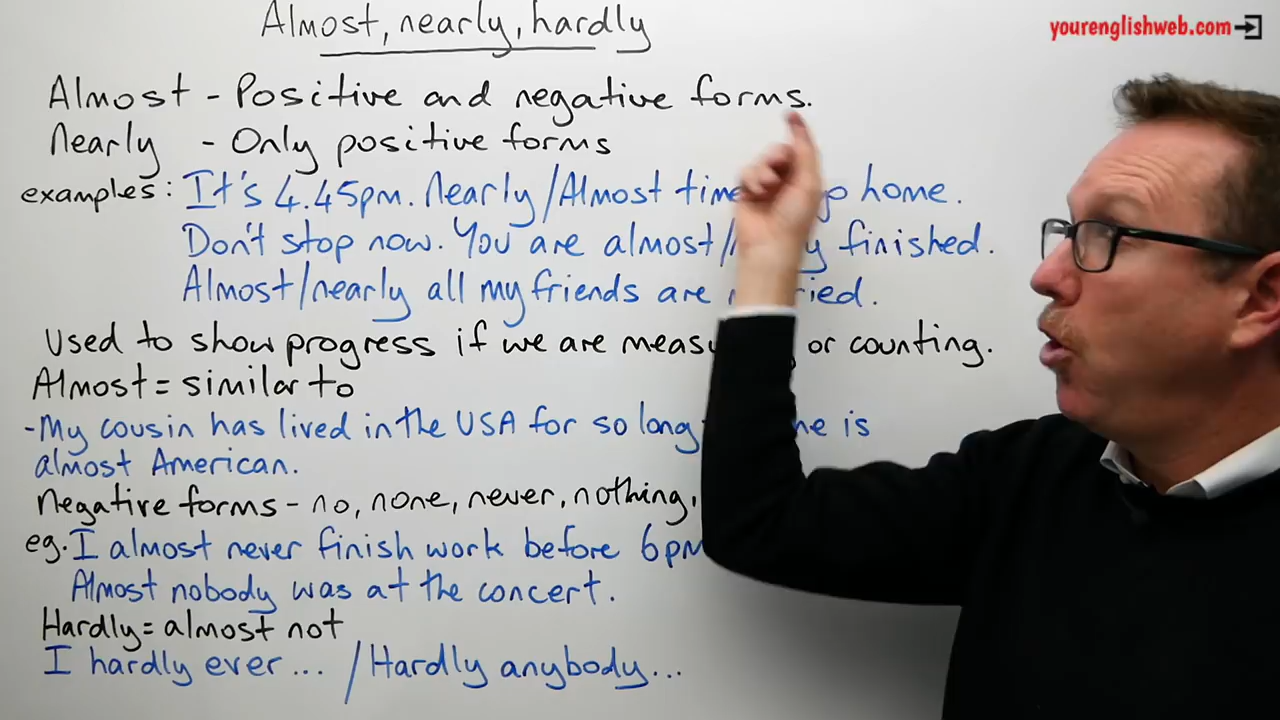 Almost, nearly, hardly
yourenglishweb.com
Almost - Positive and negative forms.
Nearly - Only positive forms
examples: It's 4.45pm. Nearly/Almost time go home.
Don't stop now. You are almost/ finished.
Almost/nearly all my friends are .
Used to show progress if we are or counting.
Almost = similar to
- My cousin has lived in the USA for so long he is
almost American.
Negative forms - no, none, never, nothing,
eg. I almost never finish work before 6pm
Almost nobody was at the concert.
Hardly = almost not
I hardly ever ... / Hardly anybody...